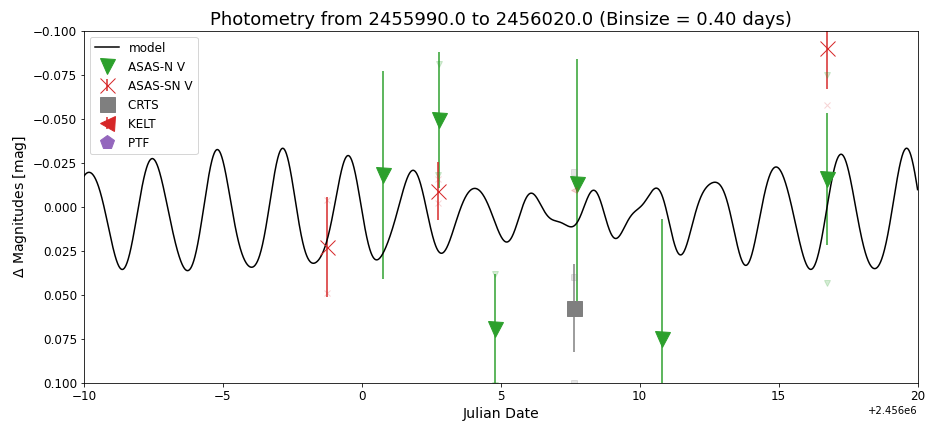 Photometry from 2455990.0 to 2456020.0 (Binsize = 0.40 days)
model
ASAS-N V
ASAS-SN V
CRTS
KELT
PTF
Δ Magnitudes [mag]
−0.100
−0.075
−0.050
−0.025
0.000
0.025
0.050
0.075
0.100
−10
−5
0
5
10
15
20
+2.456e6
Julian Date